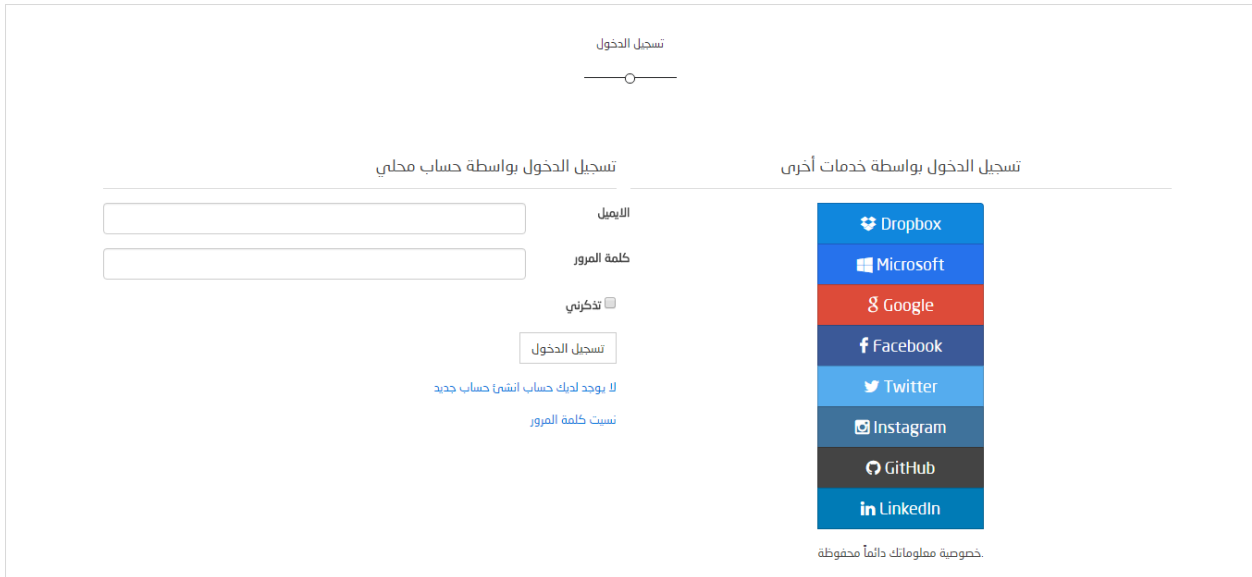 تسجيل الدخول
تسجيل الدخول بواسطة خدمات أخرى
Dropbox
Microsoft
Google
Facebook
Twitter
Instagram
GitHub
LinkedIn
.خصوصية معلوماتك دائماً محفوظة
تسجيل الدخول بواسطة حساب محلي
الايميل
كلمة المرور
تذكرني
تسجيل الدخول
لا يوجد لديك حساب انشئ حساب جديد
نسيت كلمة المرور